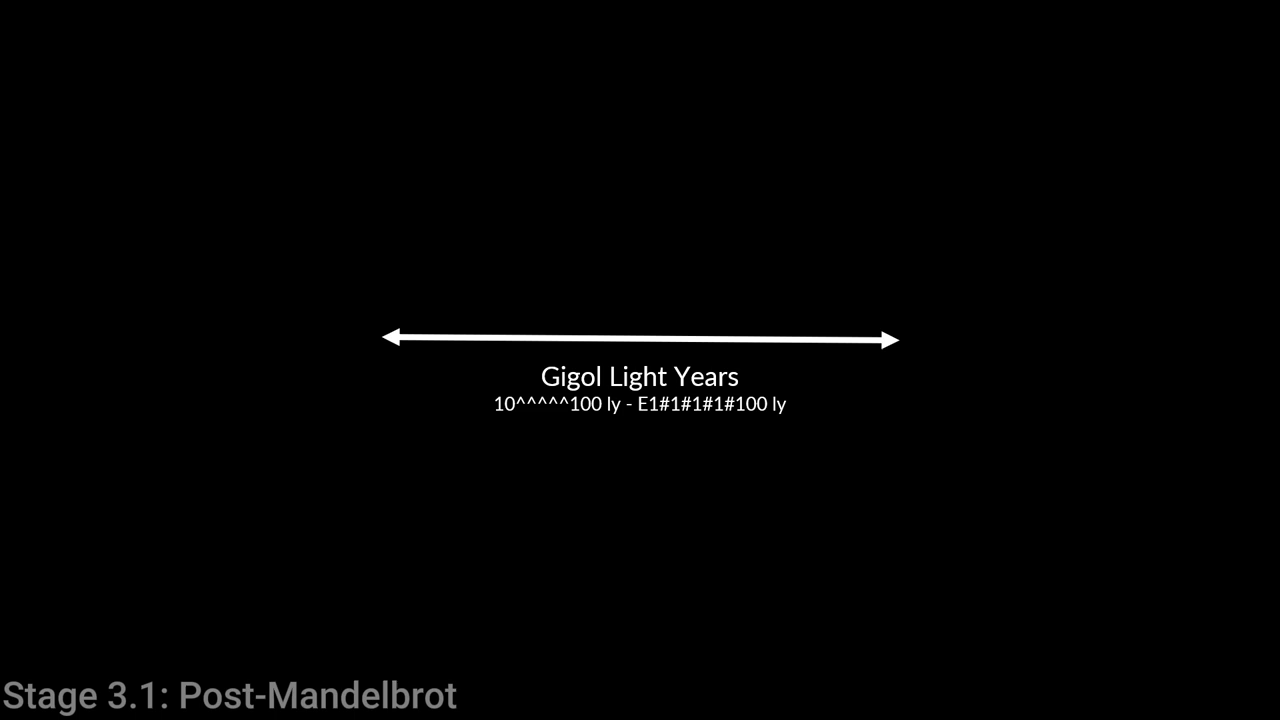 Gigol Light Years
10^^^^^100 ly - E1#1#1#1#100 ly
Stage 3.1: Post-Mandelbrot